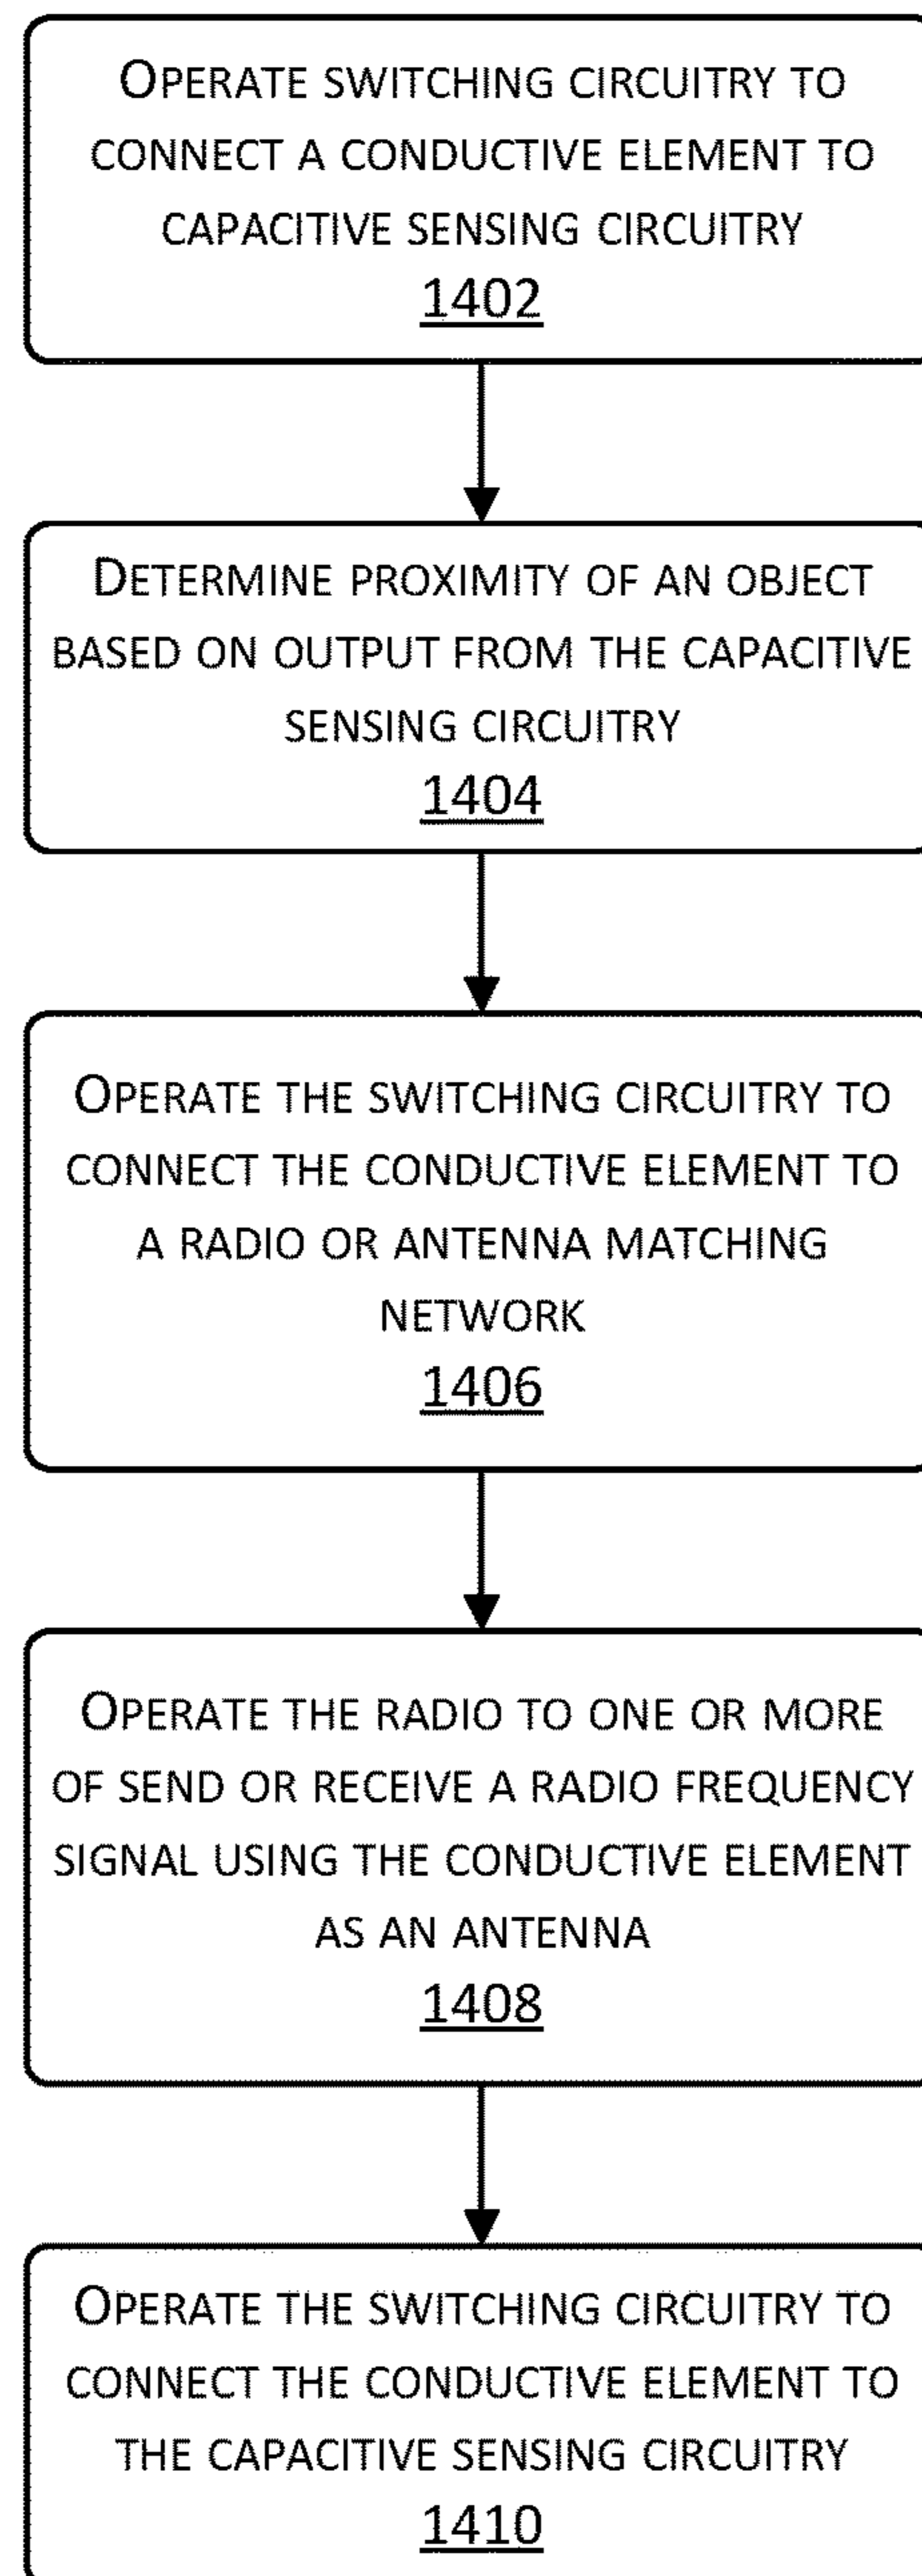 OPERATE SWITCHING CIRCUITRY TO
CONNECT A CONDUCTIVE ELEMENT TO
CAPACITIVE SENSING CIRCUITRY
1402
DETERMINE PROXIMITY OF AN OBJECT
BASED ON OUTPUT FROM THE CAPACITIVE
SENSING CIRCUITRY
1404
OPERATE THE SWITCHING CIRCUITRY TO
CONNECT THE CONDUCTIVE ELEMENT TO
A RADIO OR ANTENNA MATCHING
NETWORK
1406
OPERATE THE RADIO TO ONE OR MORE
OF SEND OR RECEIVE A RADIO FREQUENCY
SIGNAL USING THE CONDUCTIVE ELEMENT
AS AN ANTENNA
1408
OPERATE THE SWITCHING CIRCUITRY TO
CONNECT THE CONDUCTIVE ELEMENT TO
THE CAPACITIVE SENSING CIRCUITRY
1410